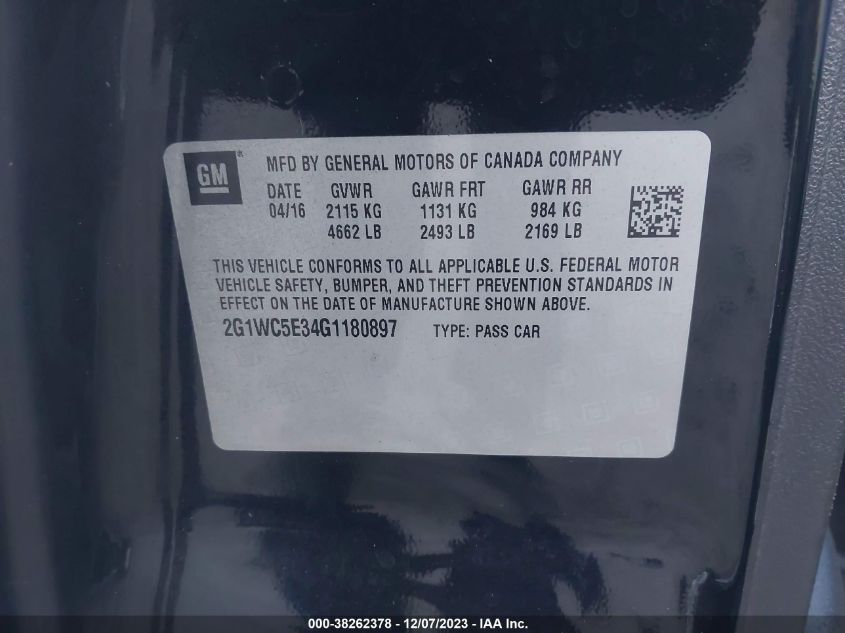 GM ®
MFD BY GENERAL MOTORS OF CANADA COMPANY
DATE GVWR GAWR FRT GAWR RR
04/16 2115 KG 1131 KG 984 KG
4662 LB 2493 LB 2169 LB
THIS VEHICLE CONFORMS TO ALL APPLICABLE U.S. FEDERAL MOTOR
VEHICLE SAFETY, BUMPER, AND THEFT PREVENTION STANDARDS IN
EFFECT ON THE DATE OF MANUFACTURE SHOWN ABOVE.
2G1WC5E34G1180897 TYPE: PASS CAR
000-38262378 - 12/07/2023 - IAA Inc.